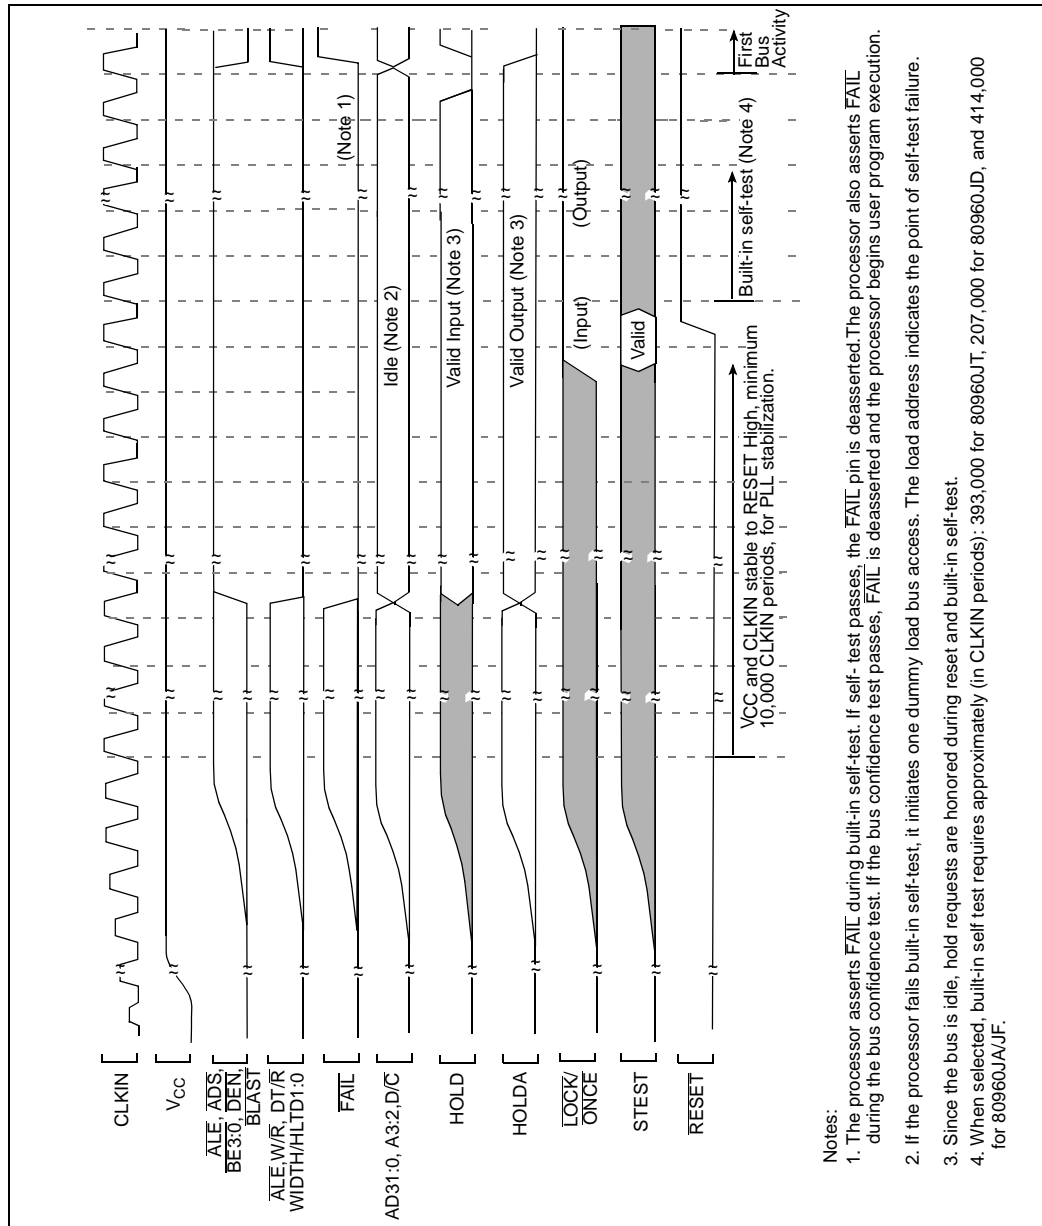 CLKIN
VCC
ALE, ADS,
BE3:0, DEN,
BLAST
ALE,W/R, DT/R
WIDTH/HLTD1:0
FAIL
AD31:0, A3:2,D/C
HOLD
HOLDA
LOCK/
ONCE
STEST
RESET
(Note 1)
Idle (Note 2)
Valid Input (Note 3)
Valid Output (Note 3)
(Input)
(Output)
Valid
VCC and CLKIN stable to RESET High, minimum
10,000 CLKIN periods, for PLL stabilization.
Built-in self-test (Note 4)
First
Bus
Activity
Notes:
1. The processor asserts FAIL during built-in self-test. If self-test passes, the FAIL pin is deasserted.The processor also asserts FAIL
during the bus confidence test. If the bus confidence test passes, FAIL is deasserted and the processor begins user program execution.
2. If the processor fails built-in self-test, it initiates one dummy load bus access. The load address indicates the point of self-test failure.
3. Since the bus is idle, hold requests are honored during reset and built-in self-test.
4. When selected, built-in self test requires approximately (in CLKIN periods): 393,000 for 80960JT, 207,000 for 80960JD, and 414,000
for 80960JA/JF.